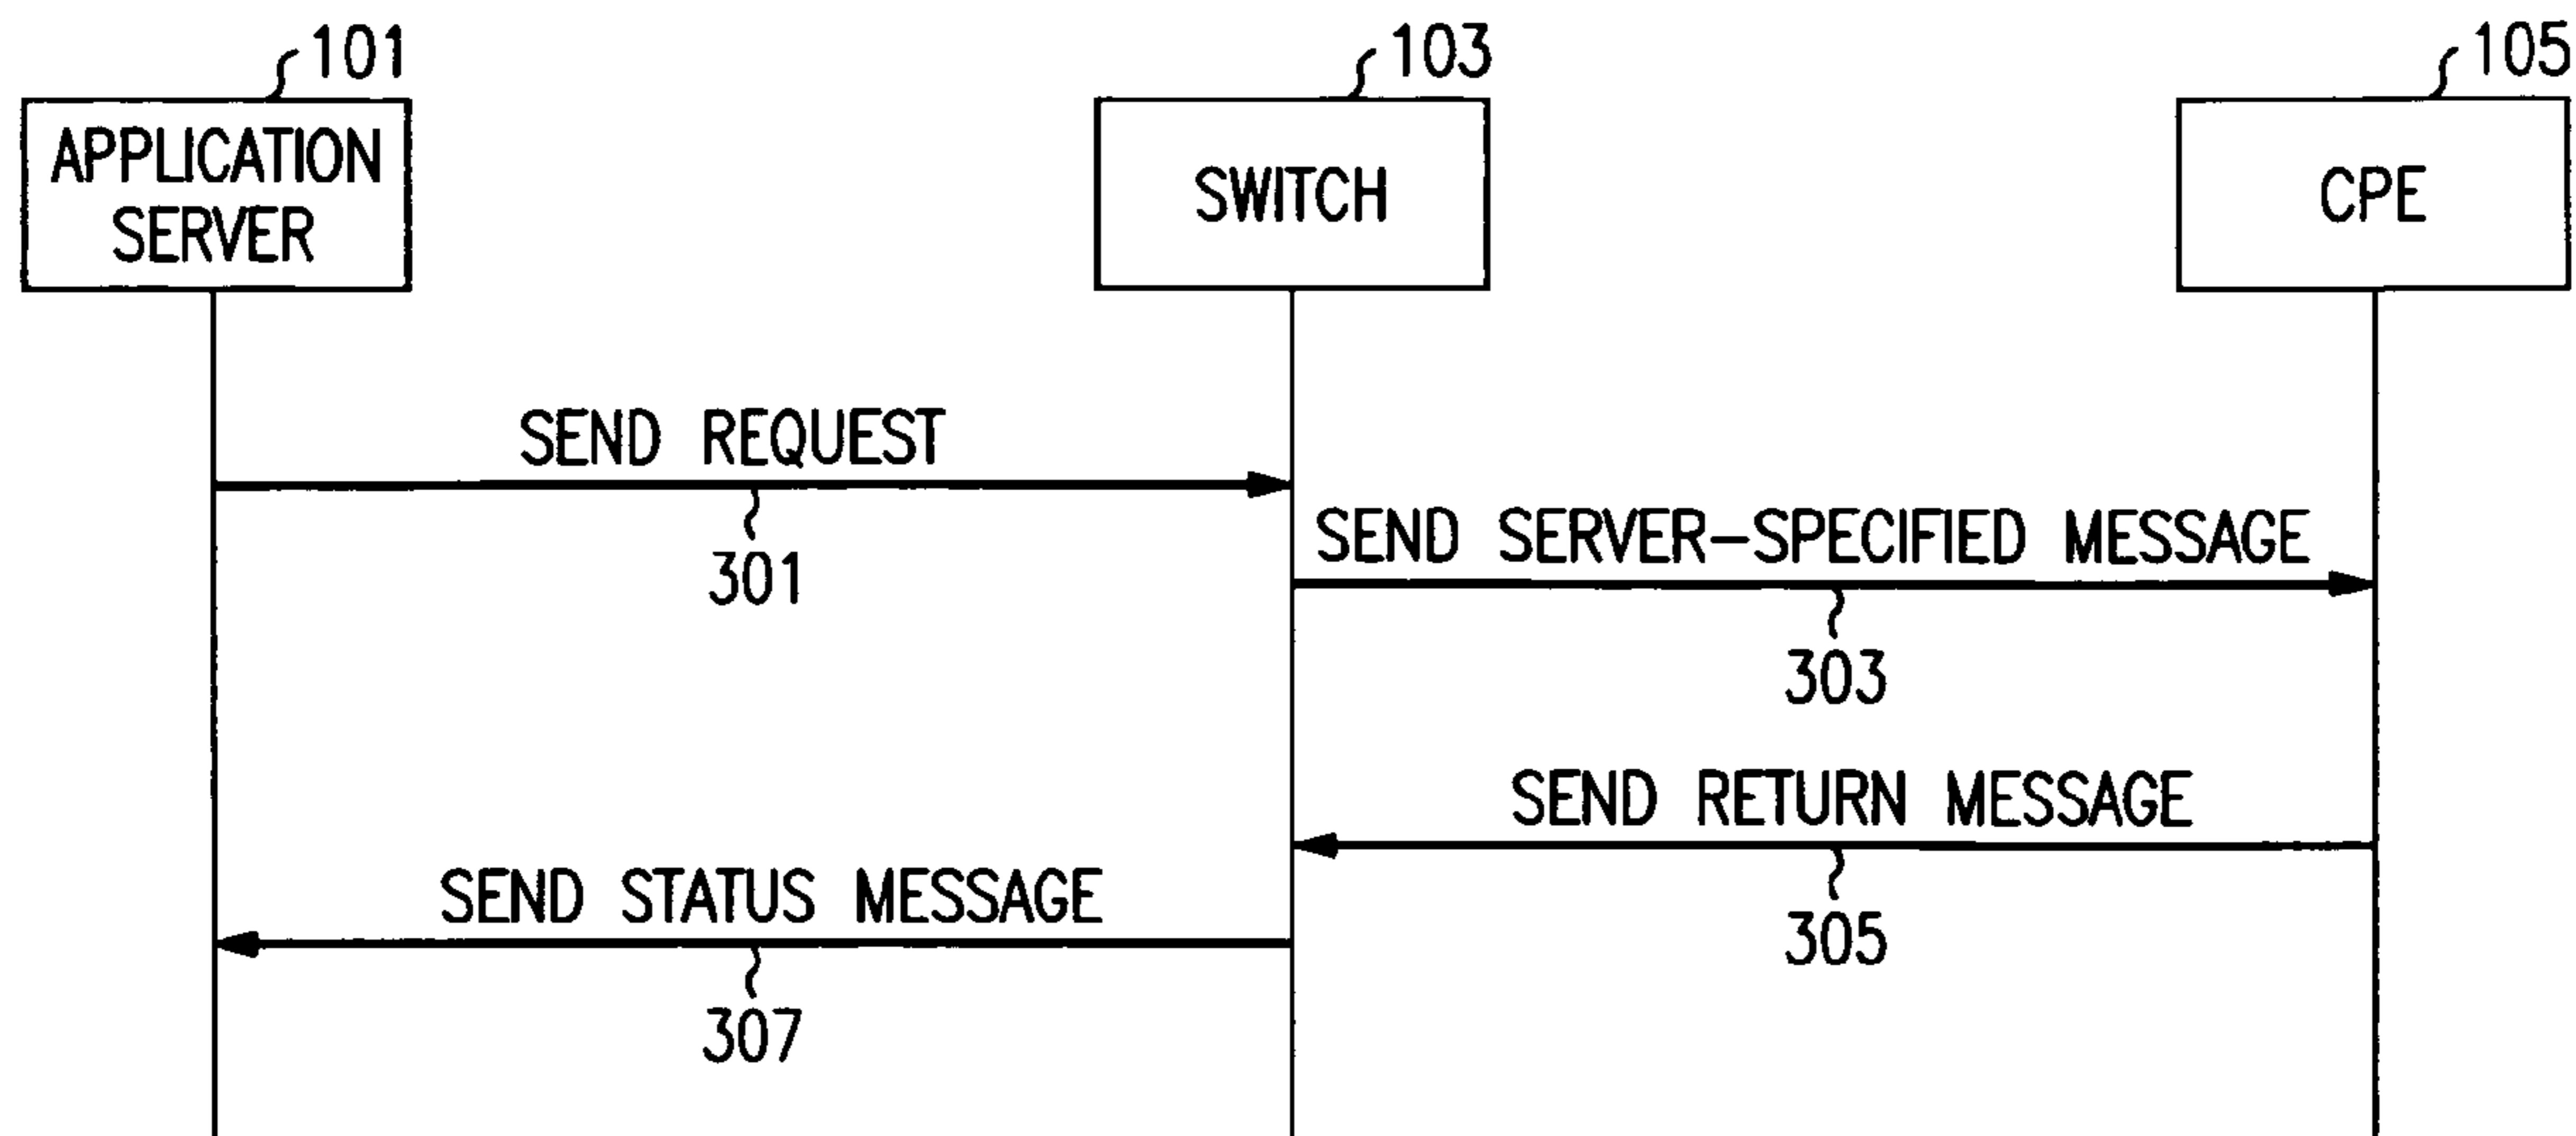 101
103
105
APPLICATION
SERVER
SWITCH
CPE
SEND REQUEST
301
SEND SERVER-SPECIFIED MESSAGE
303
SEND RETURN MESSAGE
305
SEND STATUS MESSAGE
307